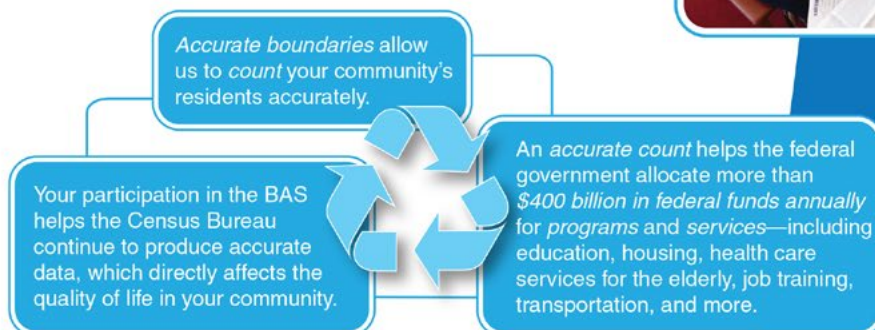 Accurate boundaries allow
us to count your community's
residents accurately.
An accurate count helps the federal
government allocate more than
$400 billion in federal funds annually
for programs and services—including
education, housing, health care
services for the elderly, job training,
transportation, and more.
Your participation in the BAS
helps the Census Bureau
continue to produce accurate
data, which directly affects the
quality of life in your community.